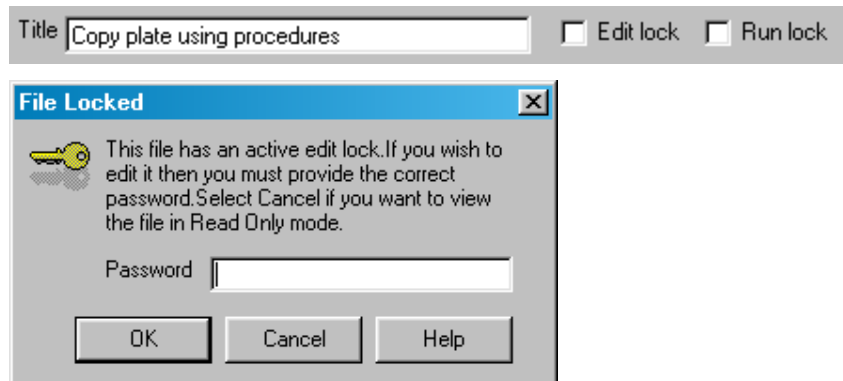 Title Copy plate using procedures Edit lock Run lock
File Locked
This file has an active edit lock.If you wish to
edit it then you must provide the correct
password.Select Cancel if you want to view
the file in Read Only mode.
Password
OK Cancel Help